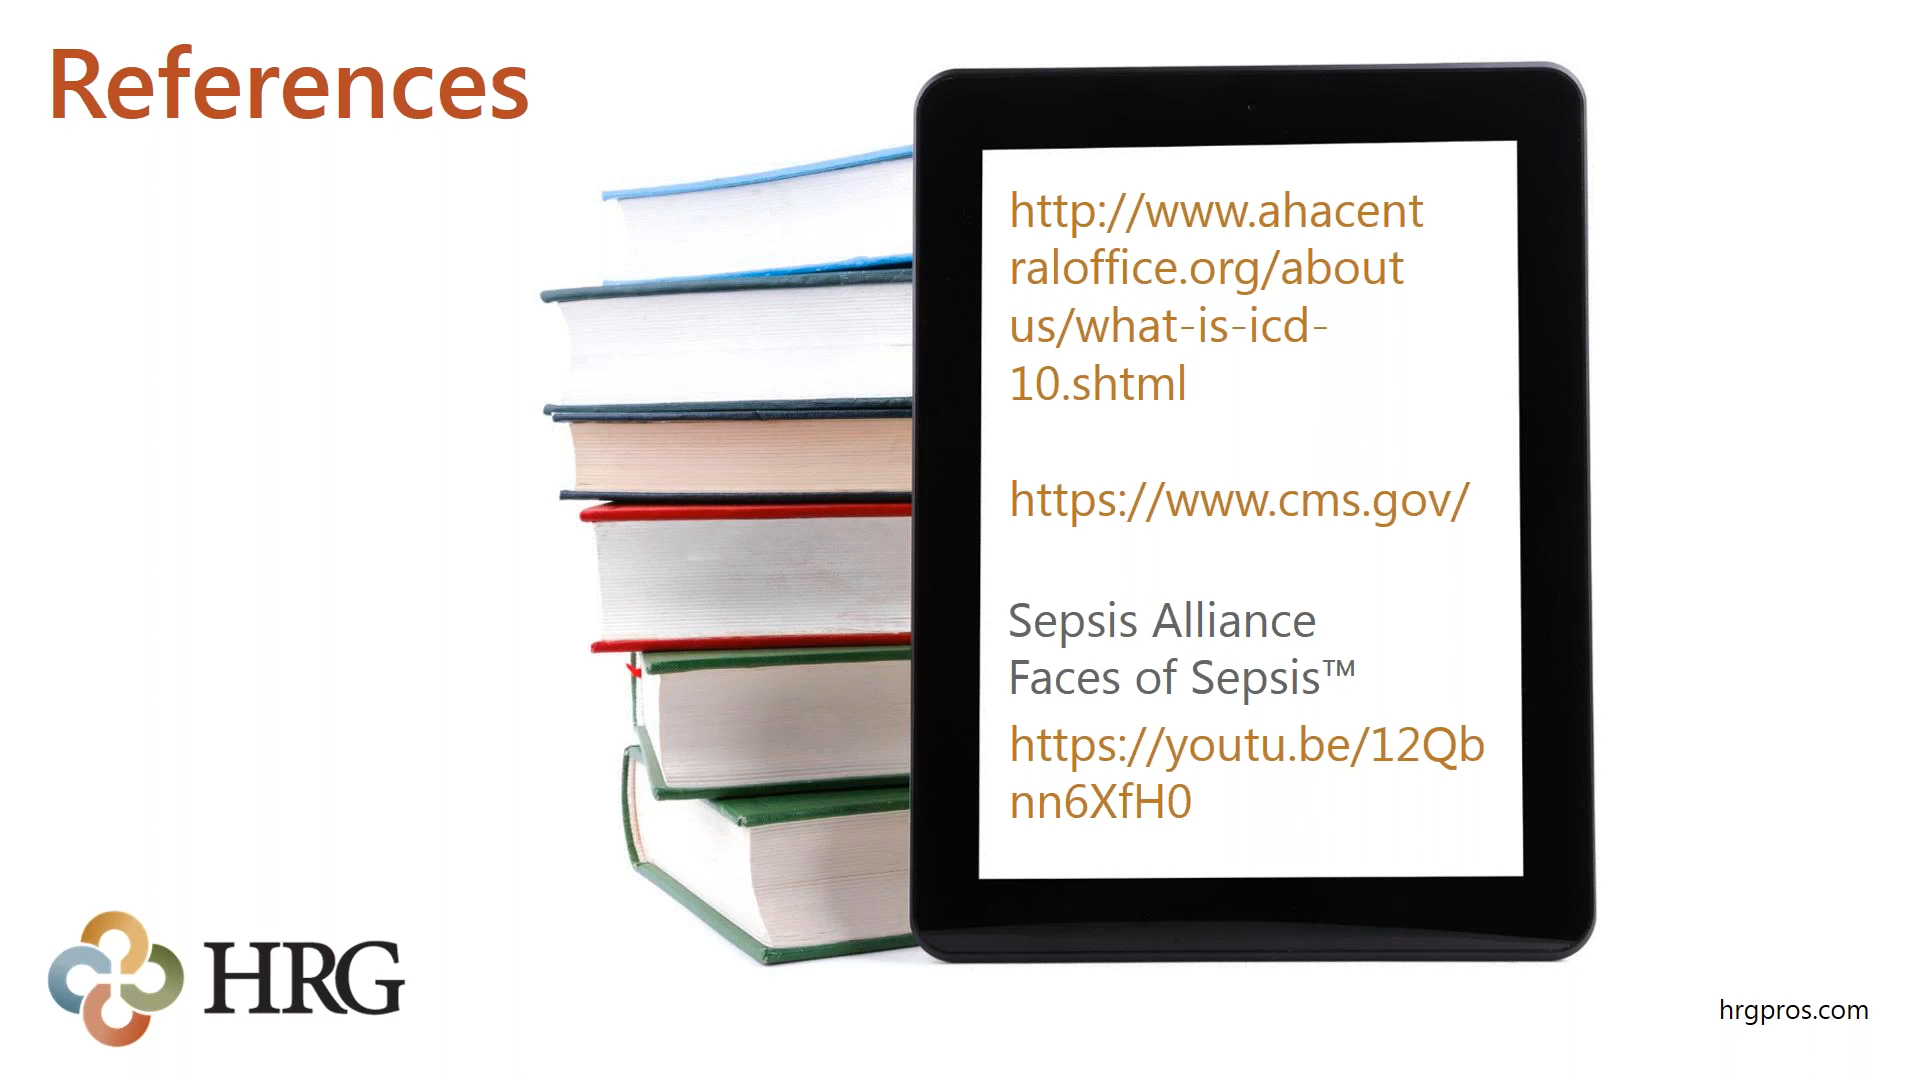 References
http://www.ahacent
raloffice.org/about
us/what-is-icd-
10.shtml
https://www.cms.gov/
Sepsis Alliance
Faces of Sepsis™
https://youtu.be/12Qb
nn6XfH0
HRG
hrgpros.com